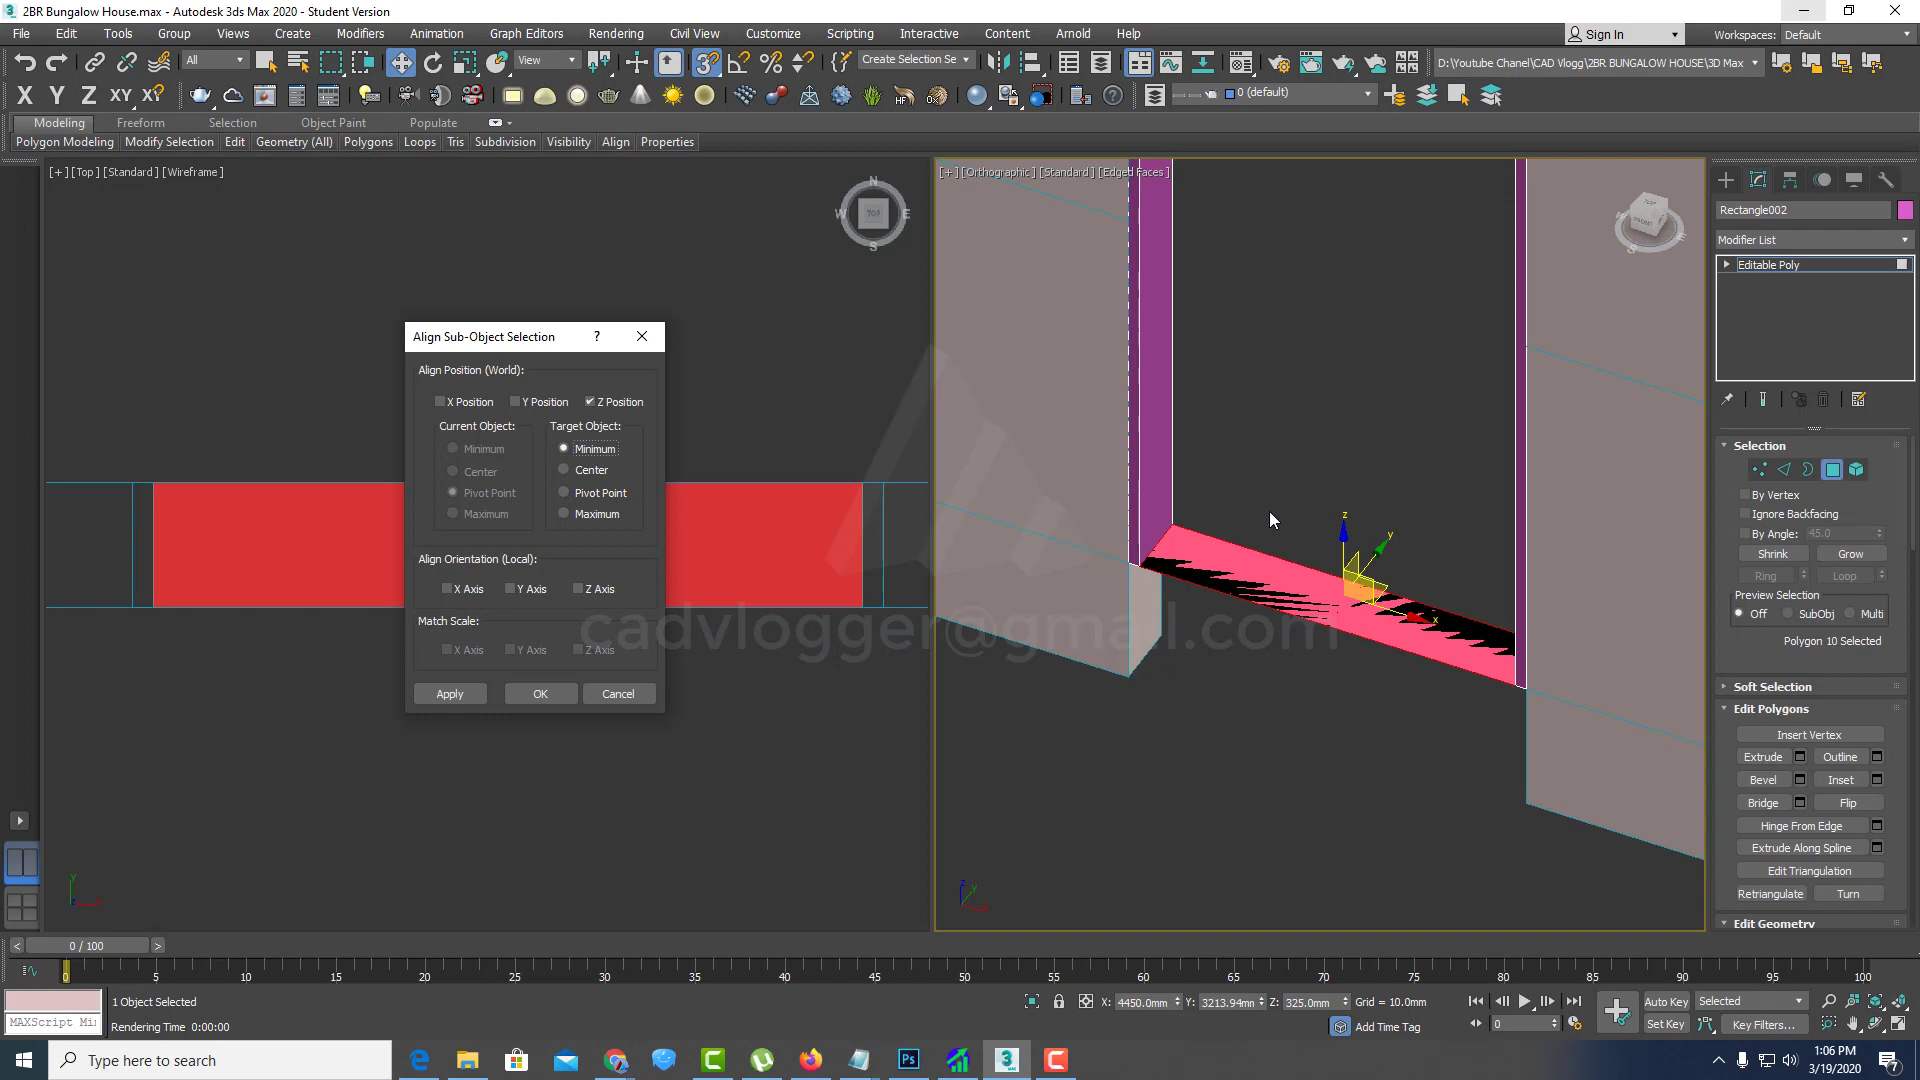 2BR Bungalow House.max - Autodesk 3ds Max 2020 - Student Version
File Edit Tools Group Views Create Modifiers Animation Graph Editors Rendering Civil View Customize Scripting Interactive Content Arnold Help
Sign In Workspaces: Default
All View Create Selection Se D:\Youtube Chanel\CAD Vlogg\2BR BUNGALOW HOUSE\3D Max
X Y Z XY 0 (default)
Modeling Freeform Selection Object Paint Populate
Polygon Modeling Modify Selection Edit Geometry (All) Polygons Loops Tris Subdivision Visibility Align Properties
[+] [Top] [Standard] [Wireframe]
[+] [Orthographic] [Standard] [Edged Faces]
N
W TOP E
S
TOP
FRONT
Rectangle002
Modifier List
Editable Poly
Align Sub-Object Selection ?
Align Position (World):
X Position Y Position Z Position
Current Object: Target Object:
Minimum Minimum
Center Center
Pivot Point Pivot Point
Maximum Maximum
Align Orientation (Local):
X Axis Y Axis Z Axis
Match Scale:
X Axis Y Axis Z Axis
Apply OK Cancel
z
y
x
cadvlogger@gmail.com
Selection
By Vertex
Ignore Backfacing
By Angle: 45.0
Shrink Grow
Ring Loop
Preview Selection
Off SubObj Multi
Polygon 10 Selected
Soft Selection
Edit Polygons
Insert Vertex
Extrude Outline
Bevel Inset
Bridge Flip
Hinge From Edge
Extrude Along Spline
Edit Triangulation
Retriangulate Turn
Edit Geometry
< 0 / 100 >
0 5 10 15 20 25 30 35 40 45 50 55 60 65 70 75 80 85 90 95 100
1 Object Selected
X: 4450.0mm Y: 3213.94mm Z: 325.0mm Grid = 10.0mm
Auto Key Selected
MAXScript Mi
Rendering Time 0:00:00
Add Time Tag
0
Set Key Key Filters...
Type here to search
Ps
3
MAX
1:06 PM
3/19/2020
7